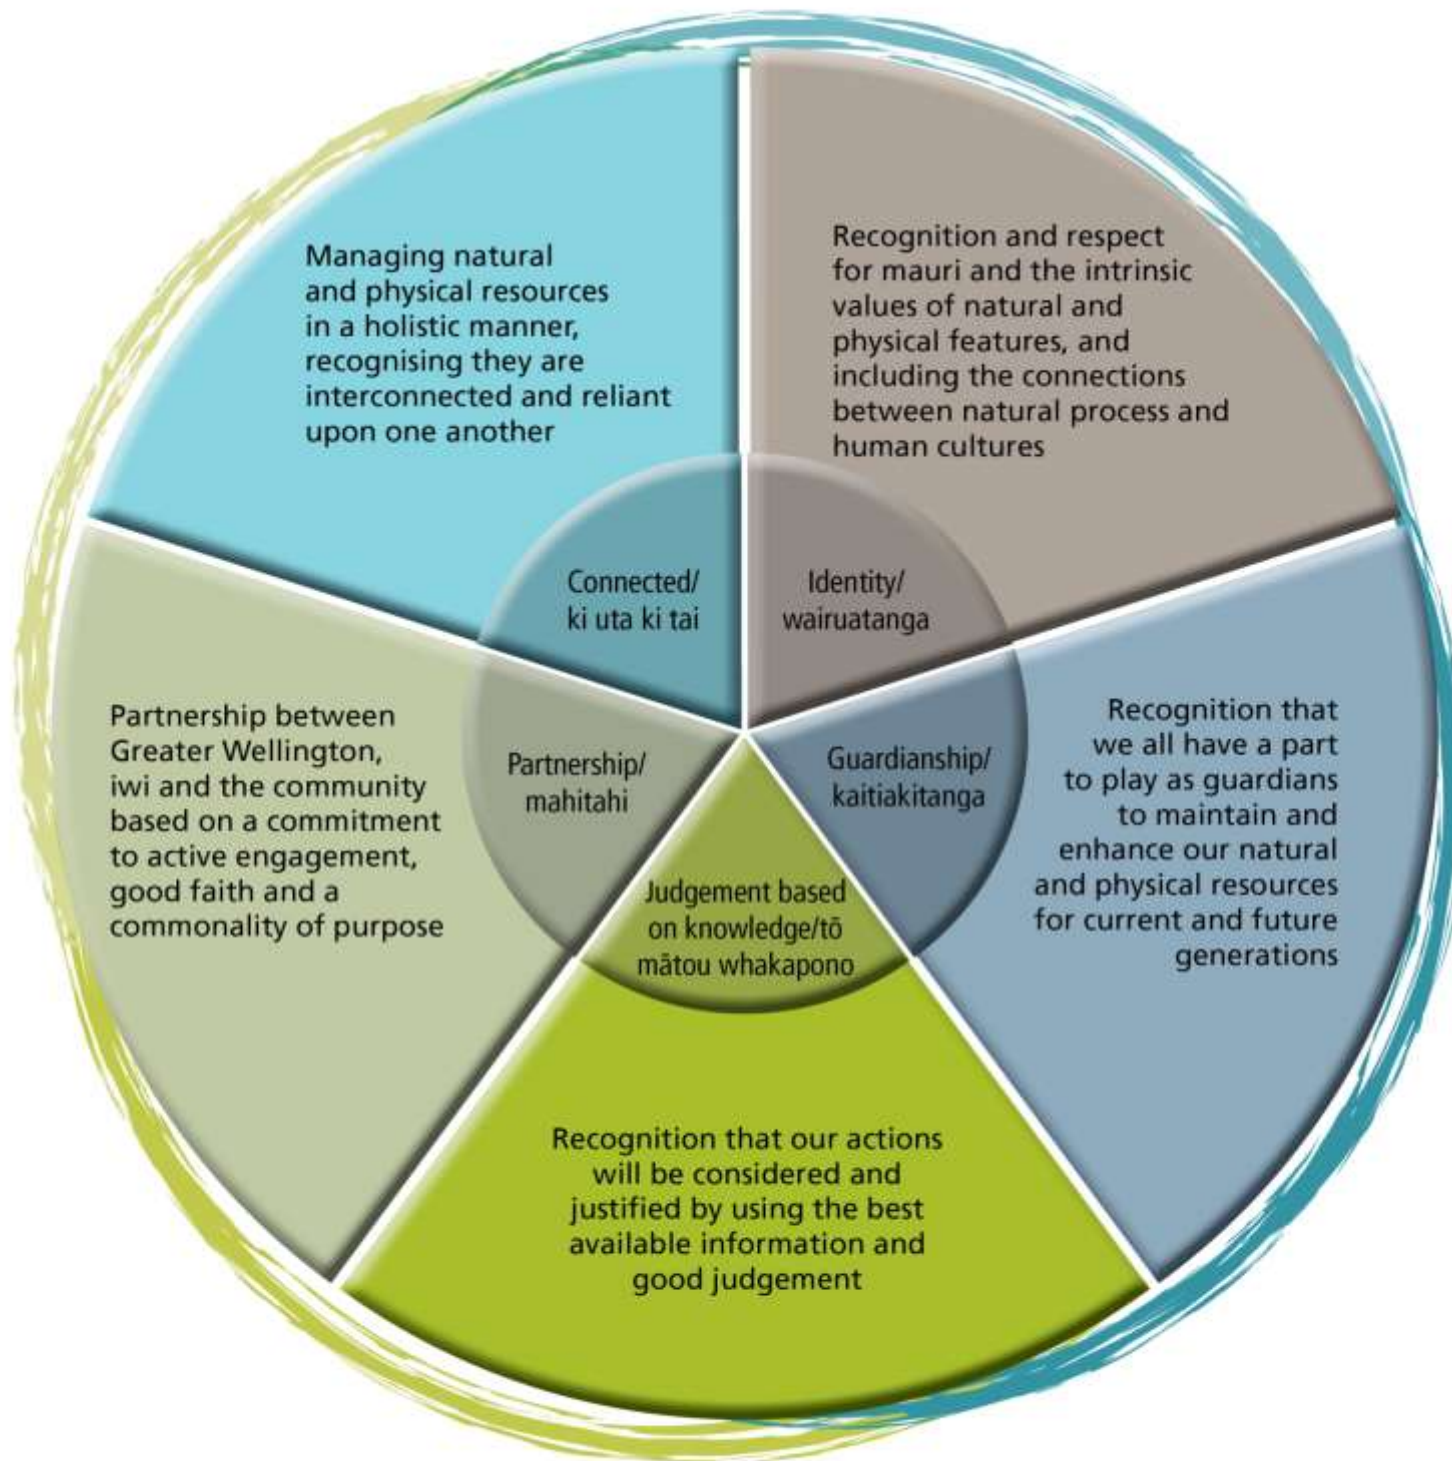 Managing natural
and physical resources
in a holistic manner,
recognising they are
interconnected and reliant
upon one another
Recognition and respect
for mauri and the intrinsic
values of natural and
physical features, and
including the connections
between natural process and
human cultures
Connected/
ki uta ki tai
Identity/
wairuatanga
Partnership between
Greater Wellington,
iwi and the community
based on a commitment
to active engagement,
good faith and a
commonality of purpose
Partnership/
mahitahi
Guardianship/
kaitiakitanga
Recognition that
we all have a part
to play as guardians
to maintain and
enhance our natural
and physical resources
for current and future
generations
Judgement based
on knowledge/tō
mātou whakapono
Recognition that our actions
will be considered and
justified by using the best
available information and
good judgement